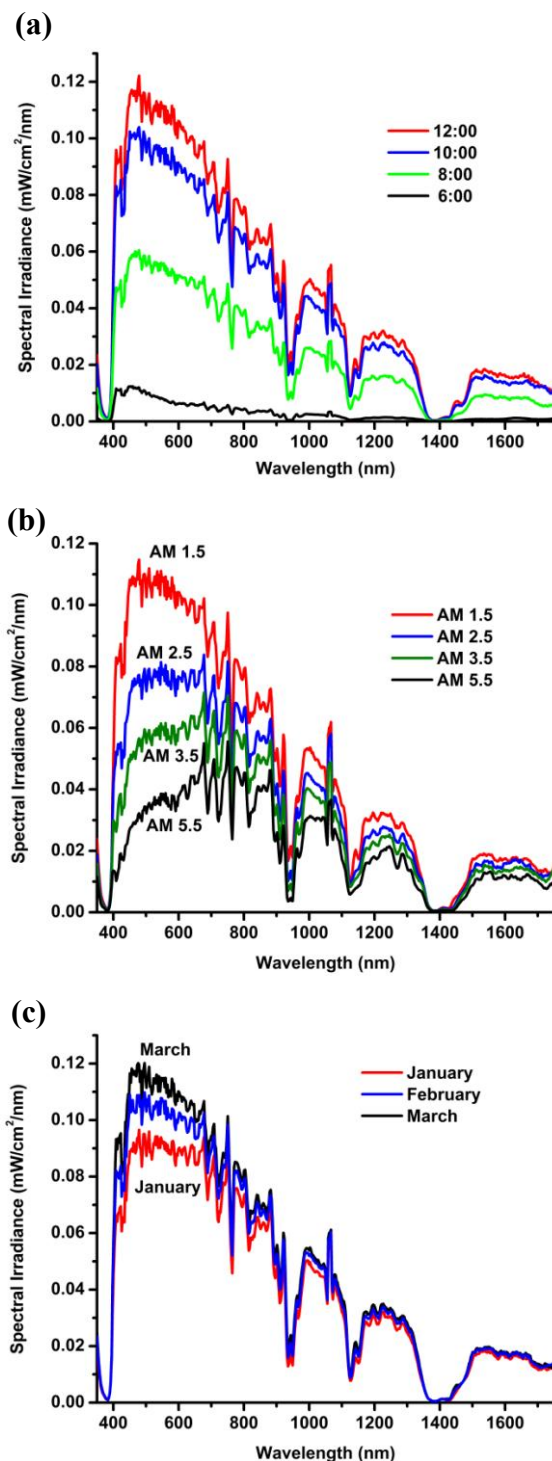 (a)
0.12
0.10
0.08
0.06
0.04
0.02
0.00
Spectral Irradiance (mW/cm²/nm)
12:00
10:00
8:00
6:00
400 600 800 1000 1200 1400 1600
Wavelength (nm)
(b)
0.12
0.10
0.08
0.06
0.04
0.02
0.00
Spectral Irradiance (mW/cm²/nm)
AM 1.5
AM 2.5
AM 3.5
AM 5.5
AM 1.5
AM 2.5
AM 3.5
AM 5.5
400 600 800 1000 1200 1400 1600
Wavelength (nm)
(c)
0.12
0.10
0.08
0.06
0.04
0.02
0.00
Spectral Irradiance (mW/cm²/nm)
March
January
January
February
March
400 600 800 1000 1200 1400 1600
Wavelength (nm)